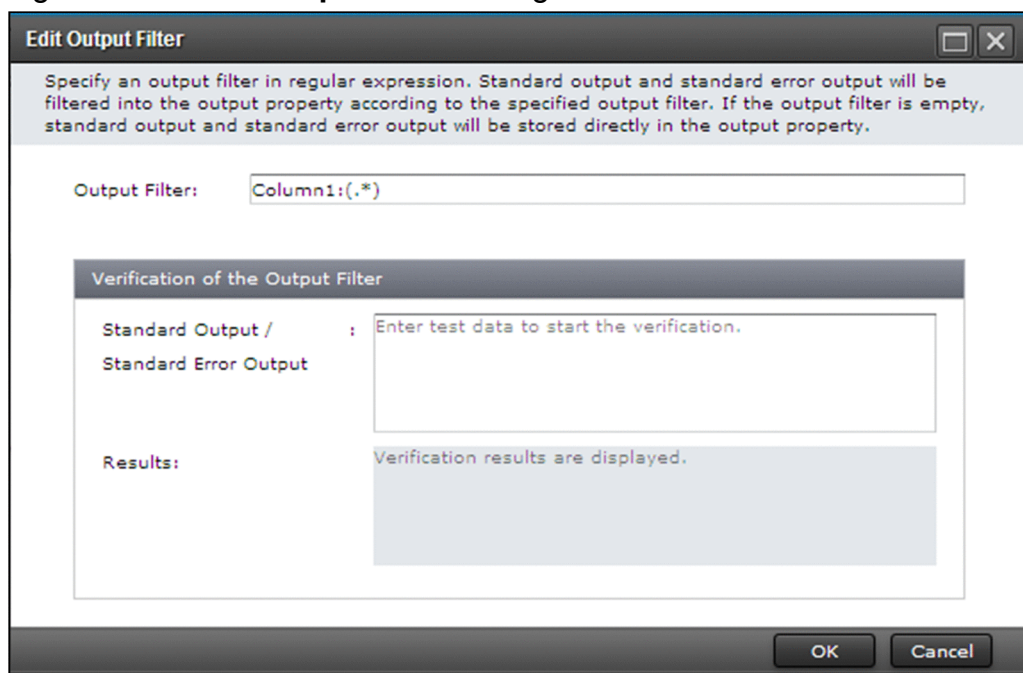 Edit Output Filter
Specify an output filter in regular expression. Standard output and standard error output will be
filtered into the output property according to the specified output filter. If the output filter is empty,
standard output and standard error output will be stored directly in the output property.
Output Filter: Column1:(.*)
Verification of the Output Filter
Standard Output / : Enter test data to start the verification.
Standard Error Output
Results: Verification results are displayed.
OK Cancel